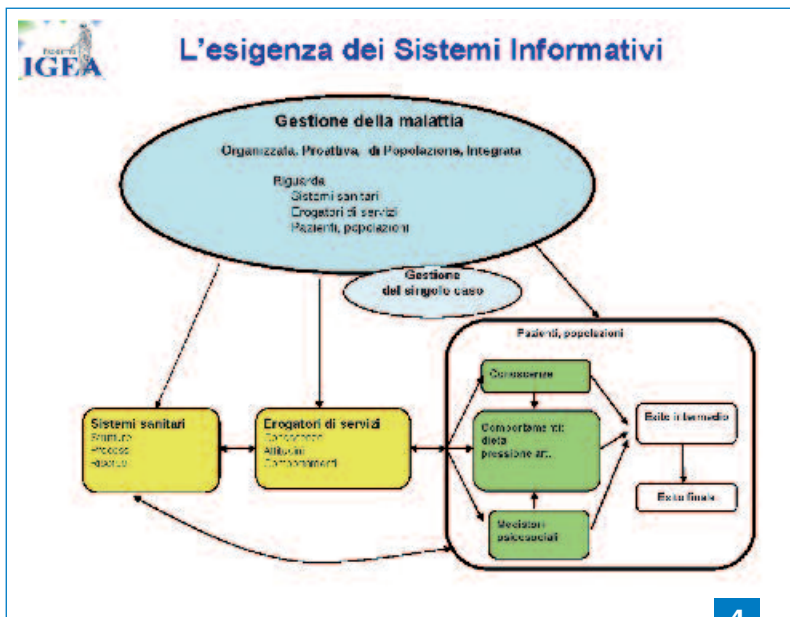 PROGETTO
IGEA
L'esigenza dei Sistemi Informativi
Gestione della malattia
Organizzata, Proattiva, di Popolazione, Integrata
Riguarda
Sistemi sanitari
Erogatori di servizi
Pazienti, popolazioni
Gestione
del singolo caso
Pazienti, popolazioni
Conoscenze
Sistemi sanitari
Strutture
Processi
Risorse
Erogatori di servizi
Conoscenze
Attitudini
Comportamenti
Comportamenti:
dieta
pressione art.
Esito intermedio
Esito finale
psicosociali
4